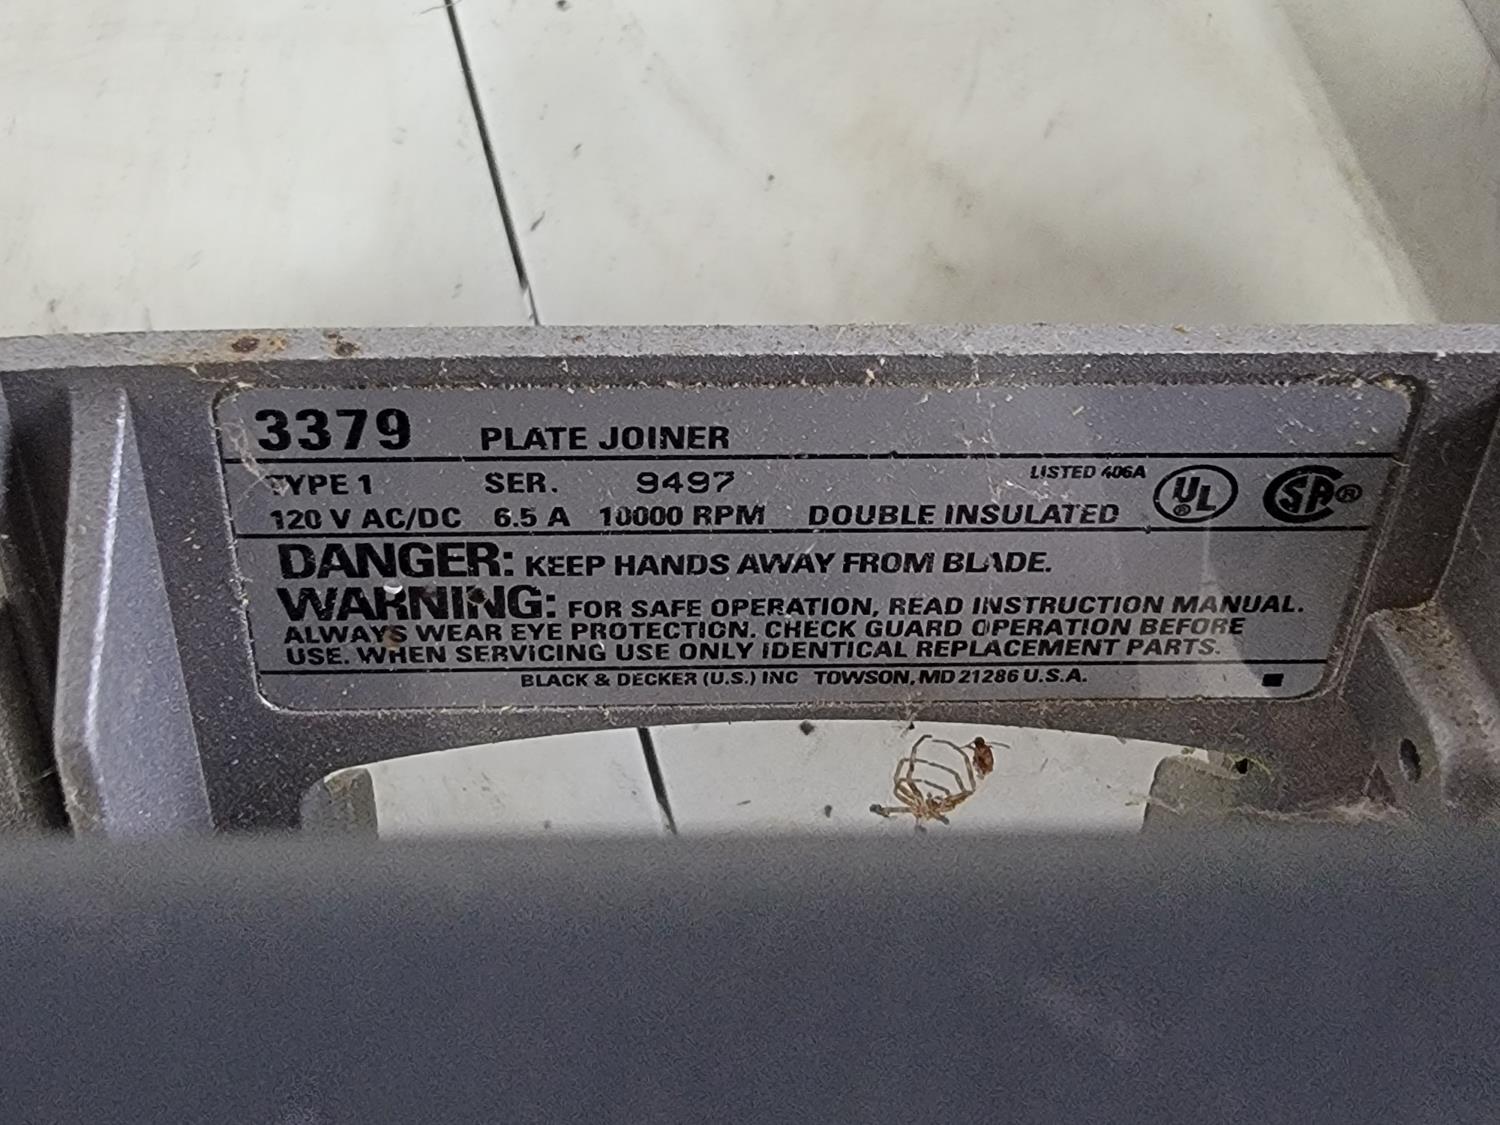 3379 PLATE JOINER
TYPE 1 SER. 9497 LISTED 406A UL ® SA ®
120 V AC/DC 6.5 A 10000 RPM DOUBLE INSULATED
DANGER: KEEP HANDS AWAY FROM BLADE.
WARNING: FOR SAFE OPERATION, READ INSTRUCTION MANUAL.
ALWAYS WEAR EYE PROTECTION. CHECK GUARD OPERATION BEFORE
USE. WHEN SERVICING USE ONLY IDENTICAL REPLACEMENT PARTS.
BLACK & DECKER (U.S.) INC TOWSON, MD 21286 U.S.A.